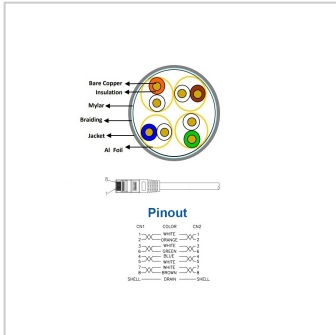 Bare Copper
Insulation
Mylar
Braiding
Jacket
Al Foil
Pinout
CN1 COLOR CN2
1 WHITE 1
2 ORANGE 2
3 WHITE 3
6 GREEN 6
4 BLUE 4
5 WHITE 5
7 WHITE 7
8 BROWN 8
SHELL DRAIN SHELL